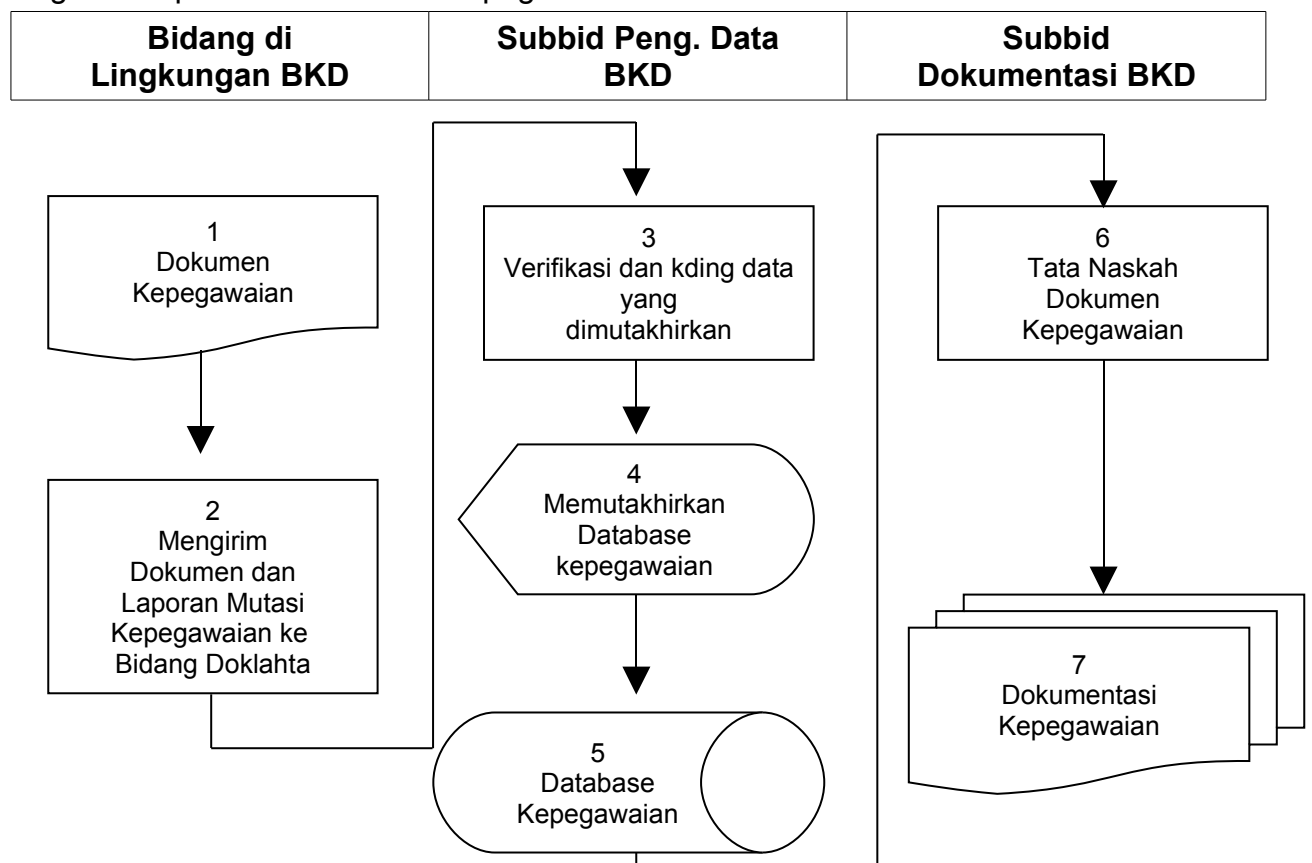 Bidang di
Lingkungan BKD
Subbid Peng. Data
BKD
Subbid
Dokumentasi BKD
1
Dokumen
Kepegawaian
2
Mengirim
Dokumen dan
Laporan Mutasi
Kepegawaian ke
Bidang Doklahta
3
Verifikasi dan kding data
yang
dimutakhirkan
4
Memutakhirkan
Database
kepegawaian
5
Database
Kepegawaian
6
Tata Naskah
Dokumen
Kepegawaian
7
Dokumentasi
Kepegawaian